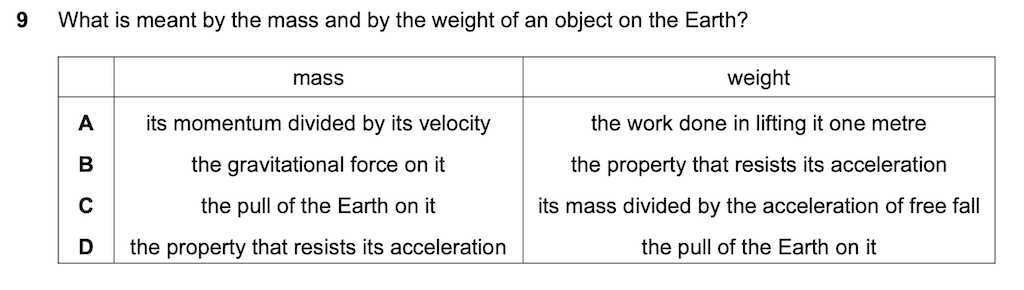 9 What is meant by the mass and by the weight of an object on the Earth?
mass weight
A its momentum divided by its velocity the work done in lifting it one metre
B the gravitational force on it the property that resists its acceleration
C the pull of the Earth on it its mass divided by the acceleration of free fall
D the property that resists its acceleration the pull of the Earth on it